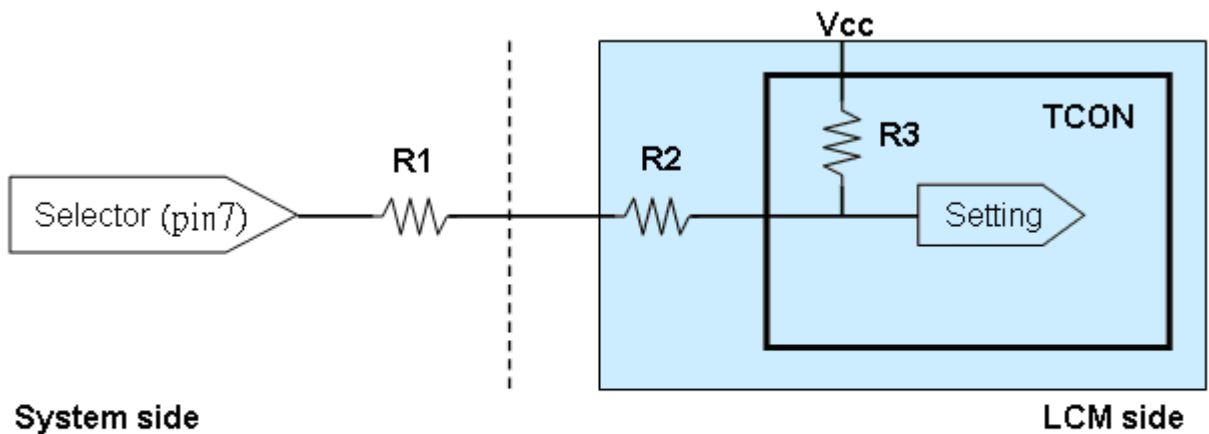 Vcc
TCON
R3
R1
R2
Selector (pin7)
Setting
System side
LCM side